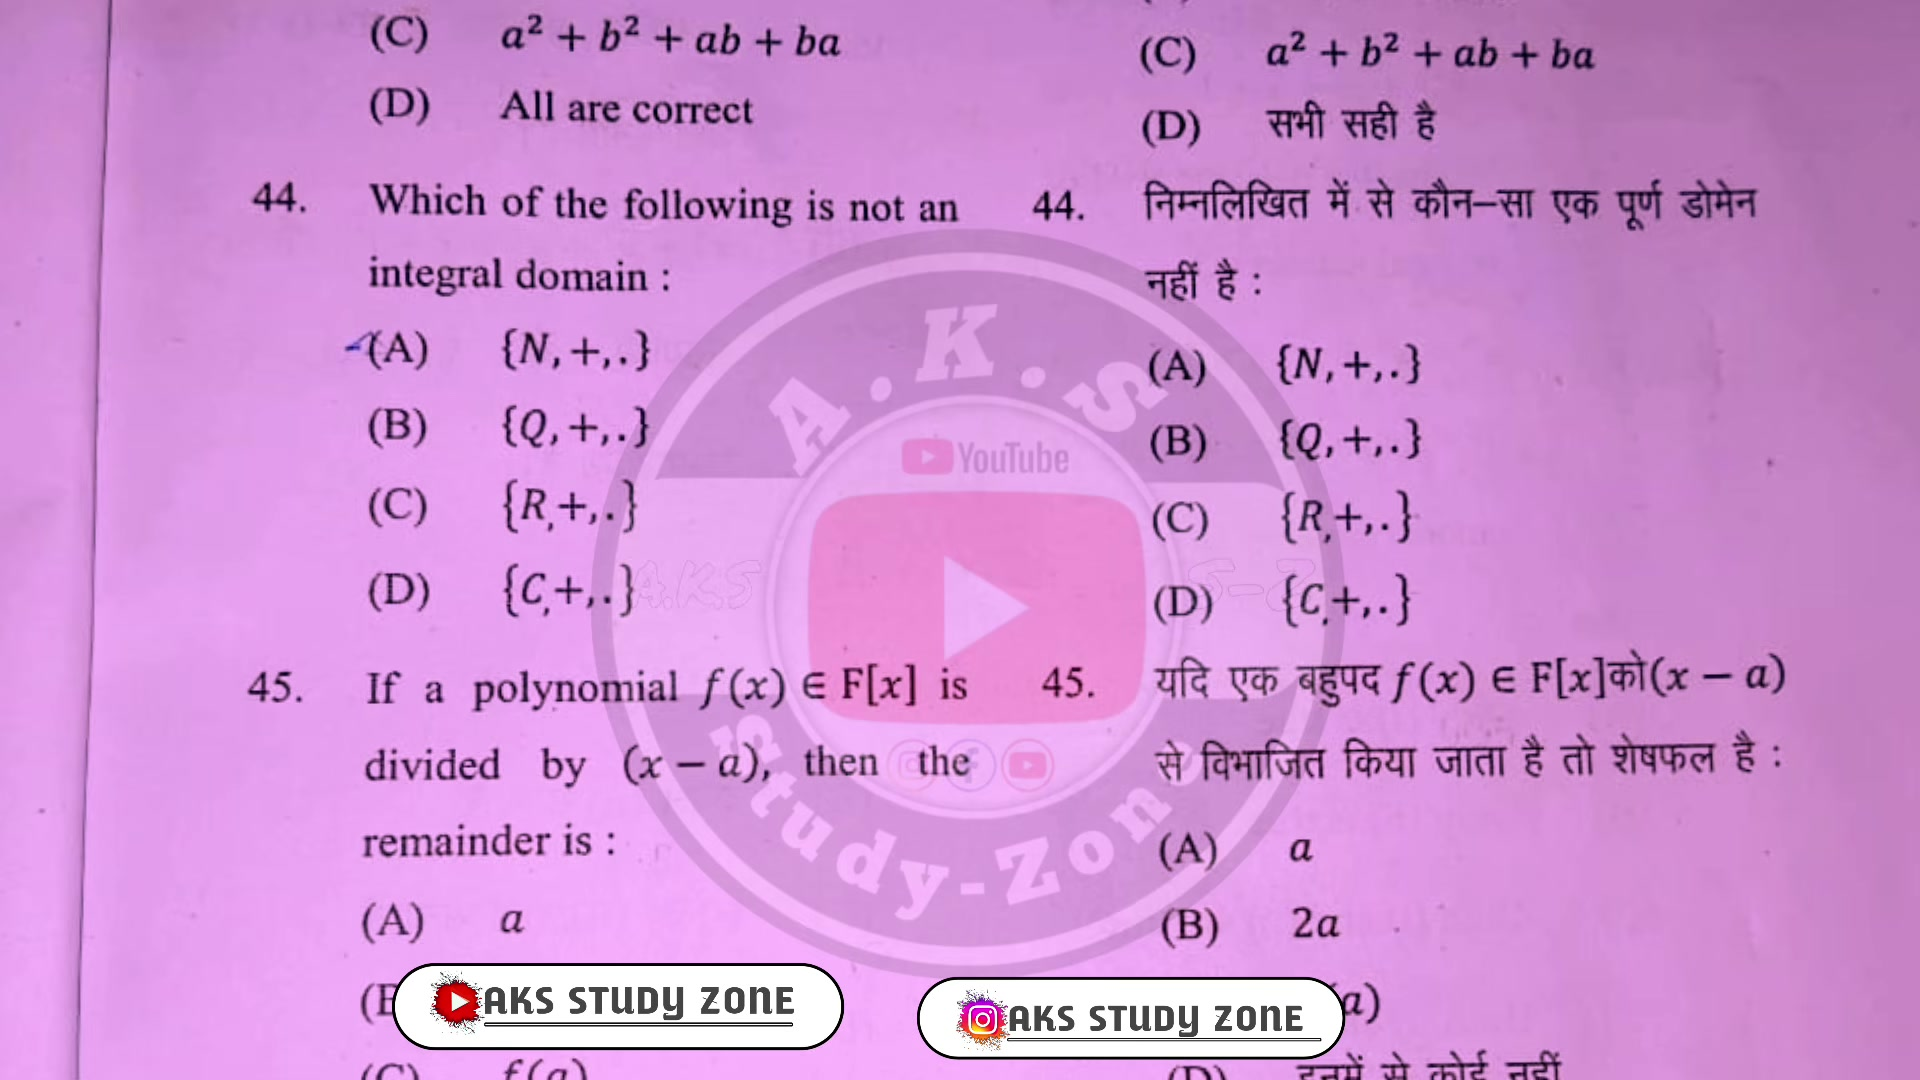 (C) a² + b² + ab + ba
(D) All are correct
44. Which of the following is not an
integral domain :
(A) {N, +, .}
(B) {Q, +, .}
(C) {R, +, .}
(D) {C, +, .}
45. If a polynomial f(x) ∈ F[x] is
divided by (x – a), then the
remainder is :
(A) a
(C) f(a)
(C) a² + b² + ab + ba
(D) सभी सही है
44. निम्नलिखित में से कौन–सा एक पूर्ण डोमेन
नहीं है :
(A) {N, +, .}
(B) {Q, +, .}
(C) {R, +, .}
(D) {C, +, .}
45. यदि एक बहुपद f(x) ∈ F[x]को(x – a)
से विभाजित किया जाता है तो शेषफल है :
(A) a
(B) 2a
a)
(D) इनमें से कोई नहीं
A.K.S
YouTube
A.K.S
S-Z
Study-Zone
AKS STUDY ZONE
AKS STUDY ZONE